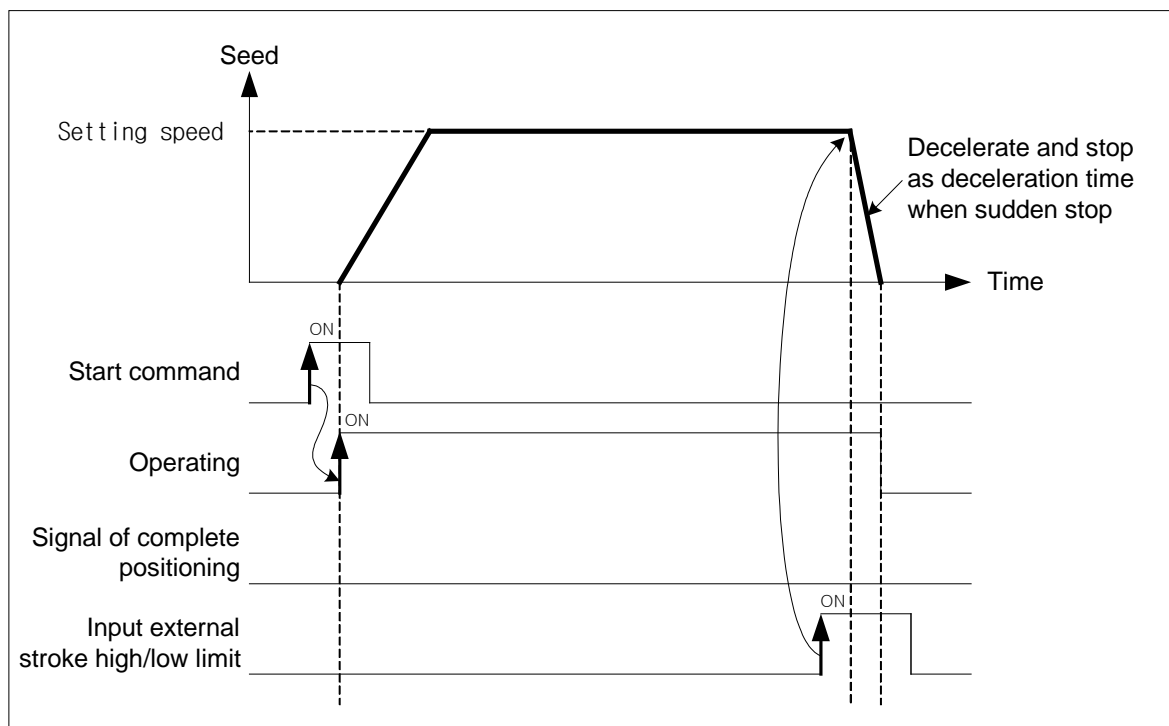 Seed
Setting speed
Decelerate and stop
as deceleration time
when sudden stop
Time
ON
Start command
ON
Operating
Signal of complete
positioning
ON
Input external
stroke high/low limit